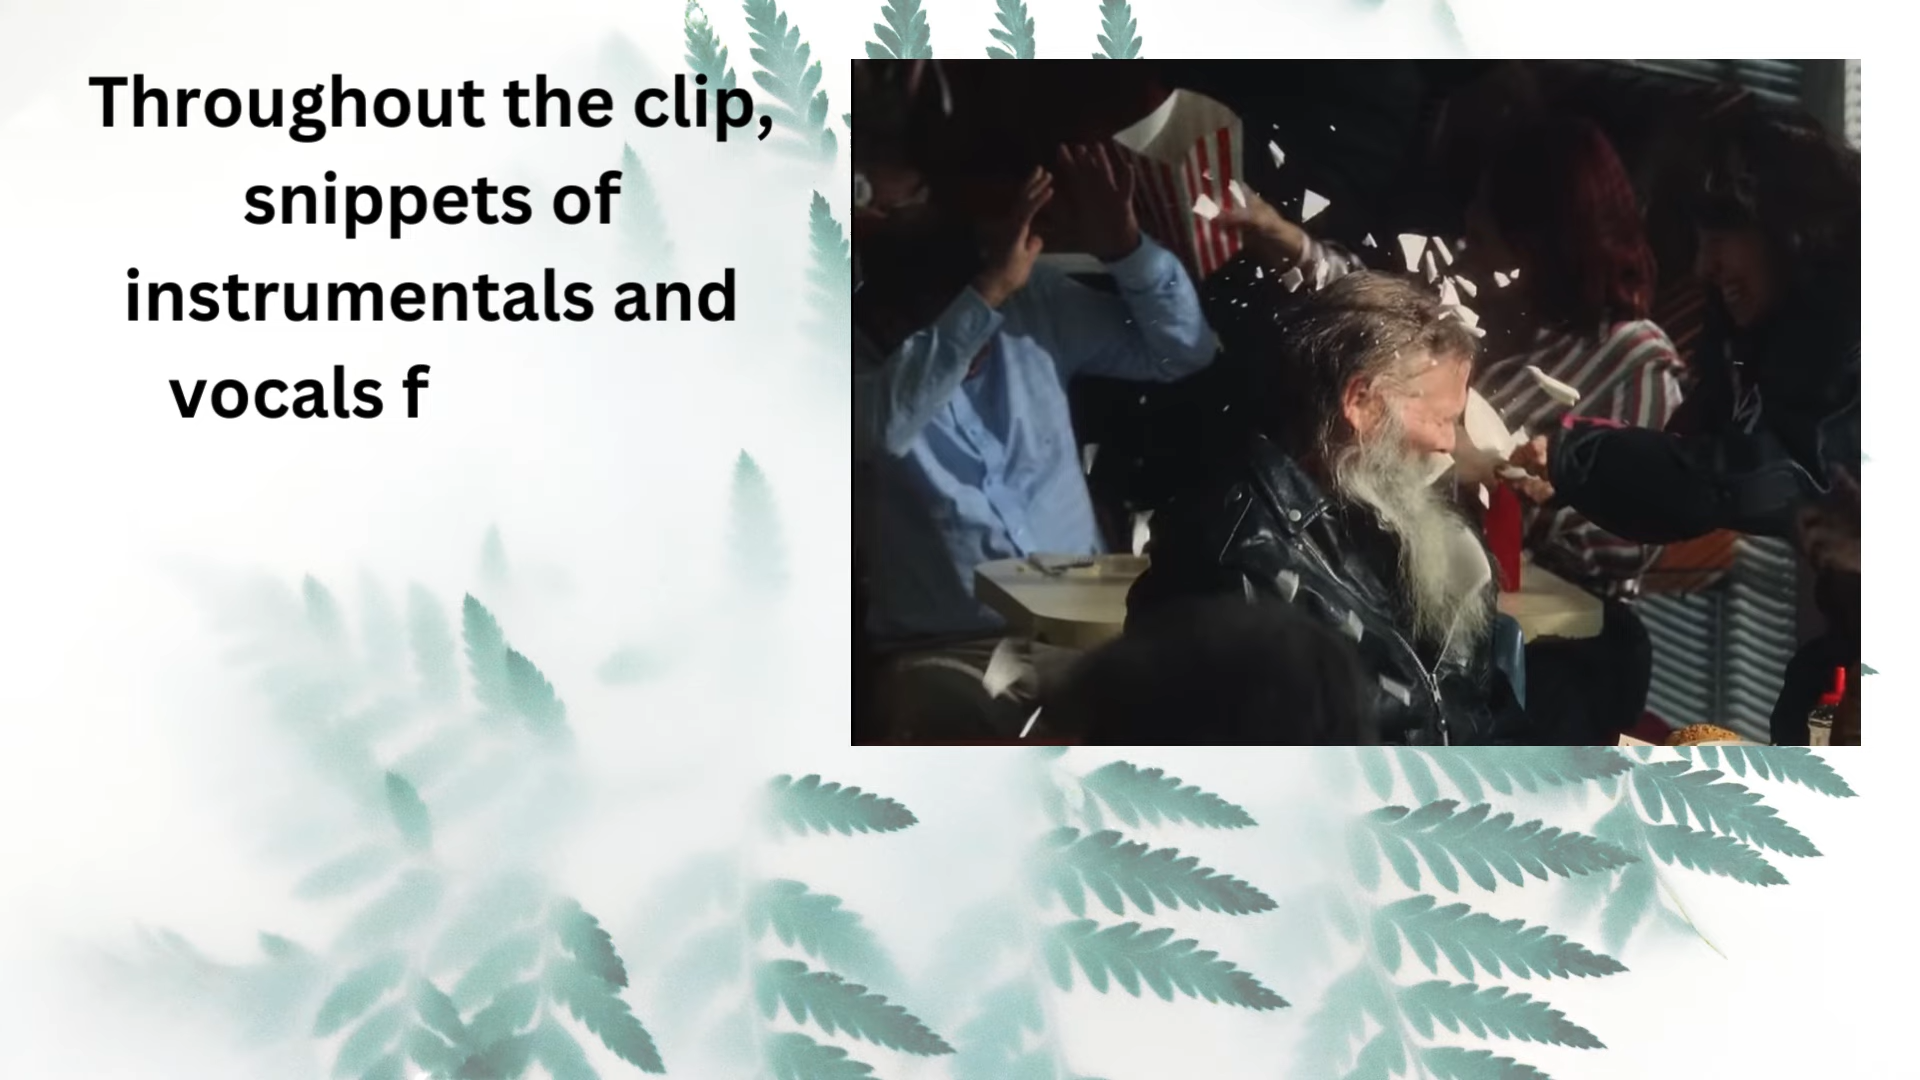 Throughout the clip,
snippets of
instrumentals and
vocals f